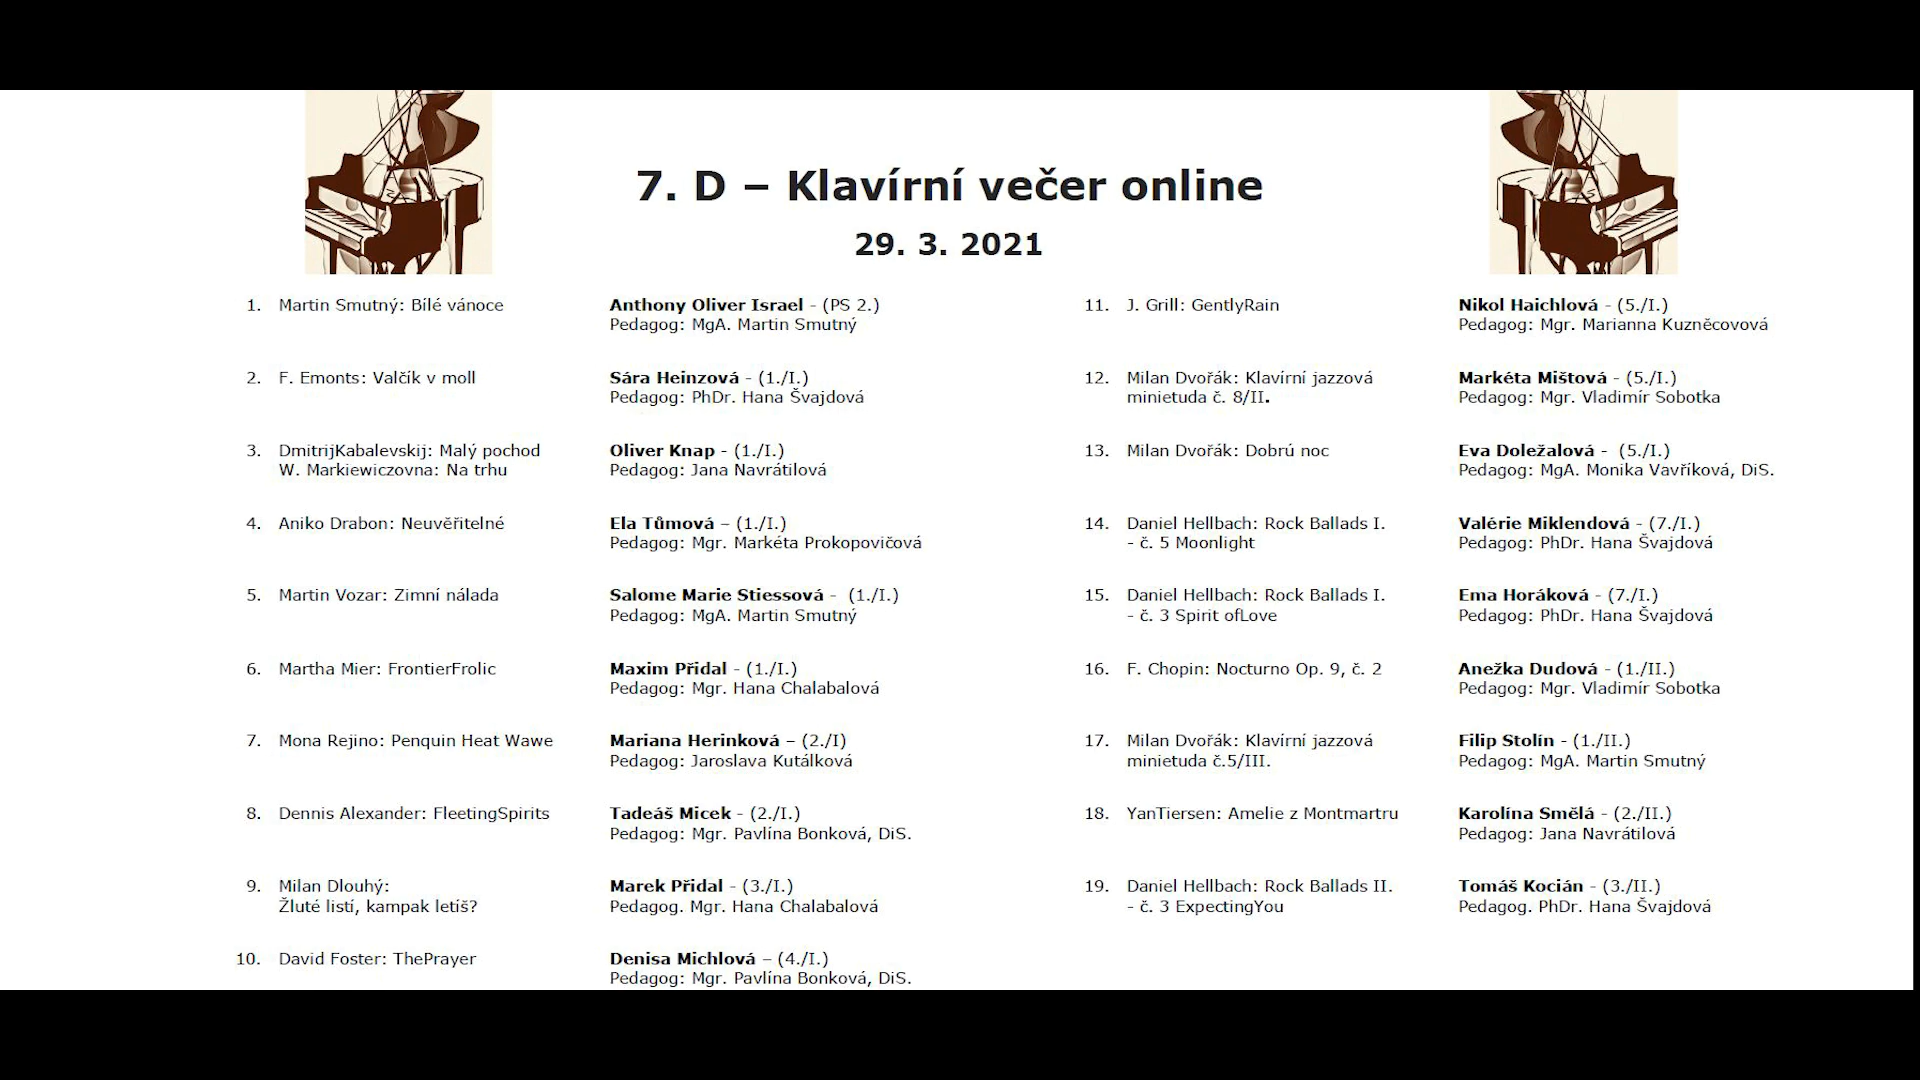 7. D – Klavírní večer online
29. 3. 2021
1. Martin Smutný: Bílé vánoce
Anthony Oliver Israel - (PS 2.)
Pedagog: MgA. Martin Smutný
2. F. Emonts: Valčík v moll
Sára Heinzová - (1./I.)
Pedagog: PhDr. Hana Švajdová
3. DmitrijKabalevskij: Malý pochod
W. Markiewiczovna: Na trhu
Oliver Knap - (1./I.)
Pedagog: Jana Navrátilová
4. Aniko Drabon: Neuvěřitelné
Ela Tůmová – (1./I.)
Pedagog: Mgr. Markéta Prokopovičová
5. Martin Vozar: Zimní nálada
Salome Marie Stiessová - (1./I.)
Pedagog: MgA. Martin Smutný
6. Martha Mier: FrontierFrolic
Maxim Přidal - (1./I.)
Pedagog: Mgr. Hana Chalabalová
7. Mona Rejino: Penquin Heat Wawe
Mariana Herinková – (2./I)
Pedagog: Jaroslava Kutálková
8. Dennis Alexander: FleetingSpirits
Tadeáš Micek - (2./I.)
Pedagog: Mgr. Pavlína Bonková, DiS.
9. Milan Dlouhý:
Žluté listí, kampak letíš?
Marek Přidal - (3./I.)
Pedagog. Mgr. Hana Chalabalová
10. David Foster: ThePrayer
Denisa Michlová – (4./I.)
Pedagog: Mgr. Pavlína Bonková, DiS.
11. J. Grill: GentlyRain
Nikol Haichlová - (5./I.)
Pedagog: Mgr. Marianna Kuzněcovová
12. Milan Dvořák: Klavírní jazzová
minietuda č. 8/II.
Markéta Mištová - (5./I.)
Pedagog: Mgr. Vladimír Sobotka
13. Milan Dvořák: Dobrú noc
Eva Doležalová - (5./I.)
Pedagog: MgA. Monika Vavříková, DiS.
14. Daniel Hellbach: Rock Ballads I.
- č. 5 Moonlight
Valérie Miklendová - (7./I.)
Pedagog: PhDr. Hana Švajdová
15. Daniel Hellbach: Rock Ballads I.
- č. 3 Spirit ofLove
Ema Horáková - (7./I.)
Pedagog: PhDr. Hana Švajdová
16. F. Chopin: Nocturno Op. 9, č. 2
Anežka Dudová - (1./II.)
Pedagog: Mgr. Vladimír Sobotka
17. Milan Dvořák: Klavírní jazzová
minietuda č.5/III.
Filip Stolín - (1./II.)
Pedagog: MgA. Martin Smutný
18. YanTiersen: Amelie z Montmartru
Karolína Smělá - (2./II.)
Pedagog: Jana Navrátilová
19. Daniel Hellbach: Rock Ballads II.
- č. 3 ExpectingYou
Tomáš Kocián - (3./II.)
Pedagog. PhDr. Hana Švajdová